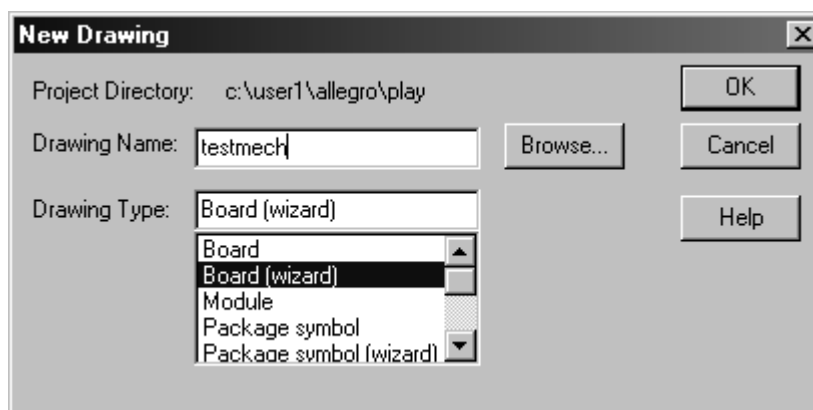 New Drawing
Project Directory: c:\user1\allegro\play
OK
Drawing Name: testmech
Browse...
Cancel
Drawing Type: Board (wizard)
Help
Board
Board (wizard)
Module
Package symbol
Package symbol (wizard)